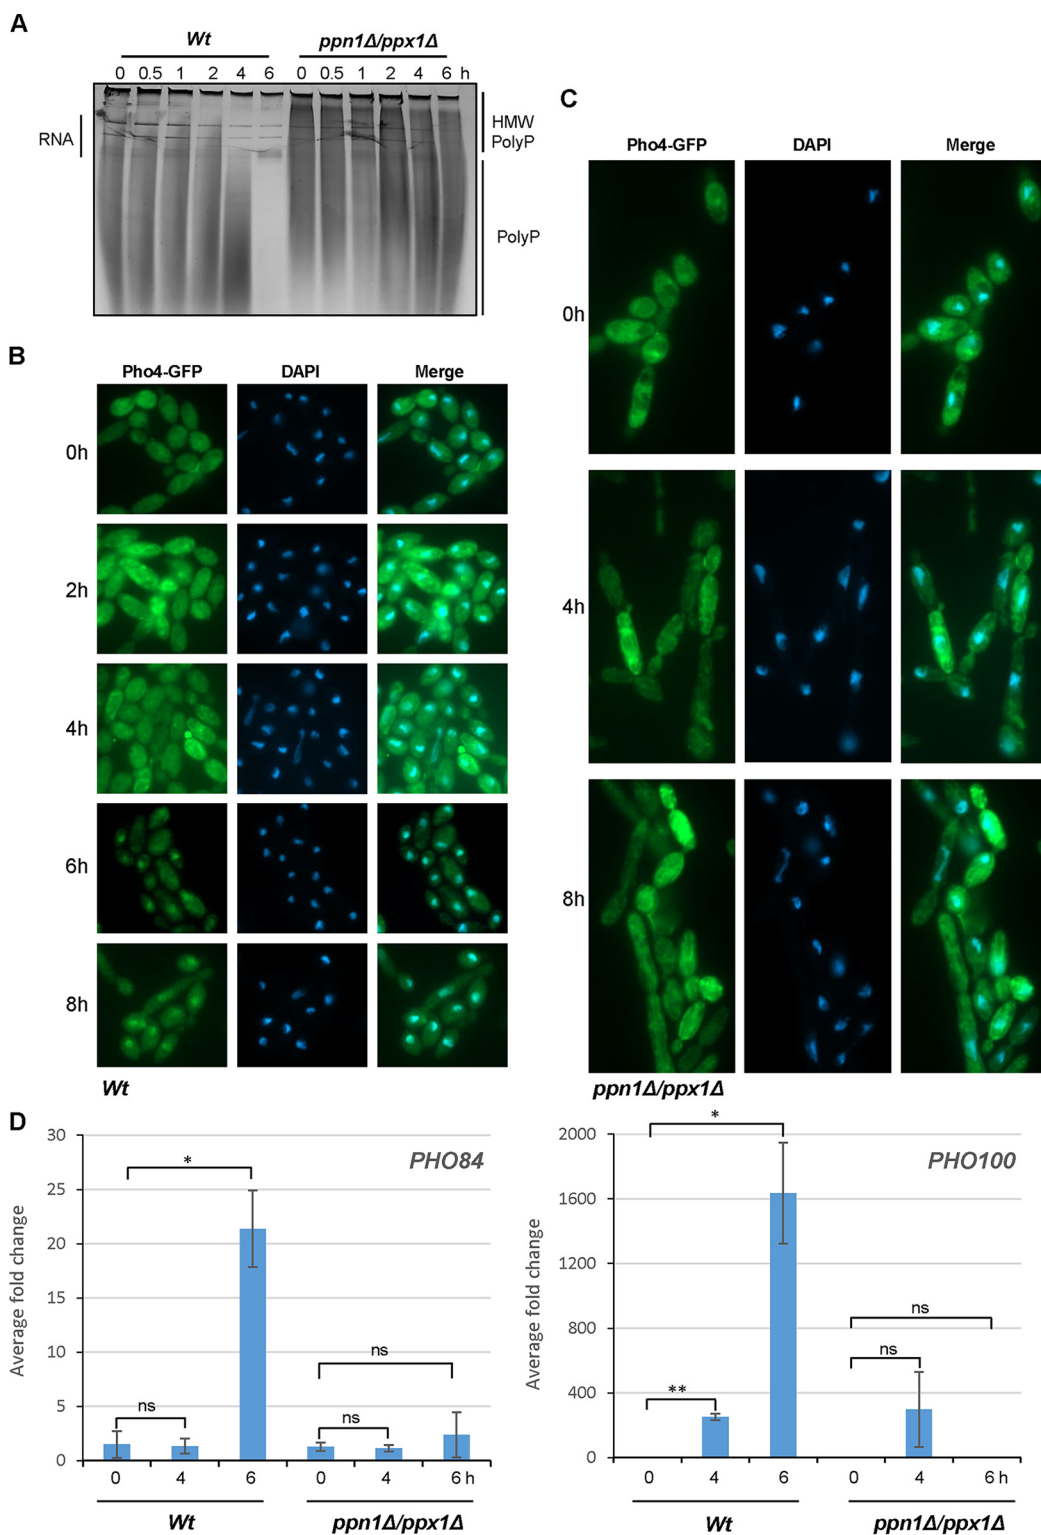 A
Wt ppn1Δ/ppx1Δ
0 0.5 1 2 4 6 0 0.5 1 2 4 6 h
RNA
HMW
PolyP
PolyP
B
Pho4-GFP DAPI Merge
0h
2h
4h
6h
8h
Wt
C
Pho4-GFP DAPI Merge
0h
4h
8h
ppn1Δ/ppx1Δ
D
PHO84
Average fold change
30
25
20
15
10
5
0
*
ns
ns
ns
0 4 6 0 4 6 h
Wt ppn1Δ/ppx1Δ
PHO100
Average fold change
2000
1600
1200
800
400
0
*
**
ns
ns
0 4 6 0 4 6 h
Wt ppn1Δ/ppx1Δ